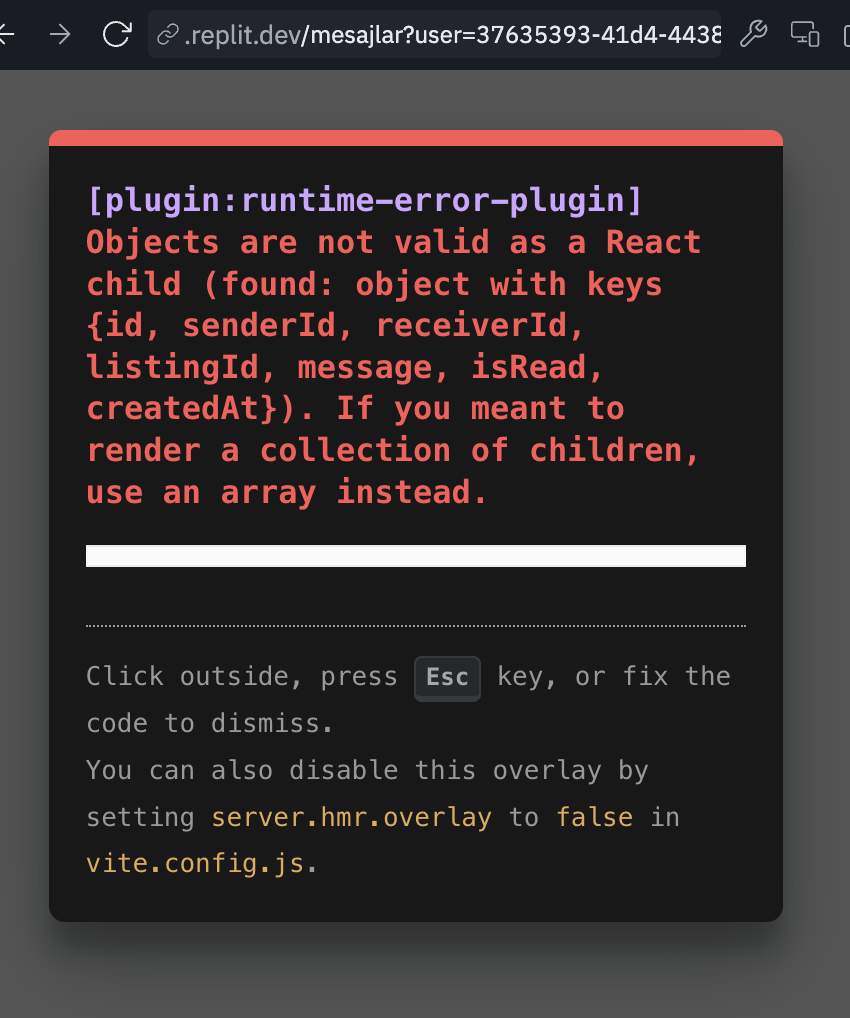 .replit.dev/mesajlar?user=37635393-41d4-4438
[plugin:runtime-error-plugin]
Objects are not valid as a React
child (found: object with keys
{id, senderId, receiverId,
listingId, message, isRead,
createdAt}). If you meant to
render a collection of children,
use an array instead.
Click outside, press Esc key, or fix the
code to dismiss.
You can also disable this overlay by
setting server.hmr.overlay to false in
vite.config.js.